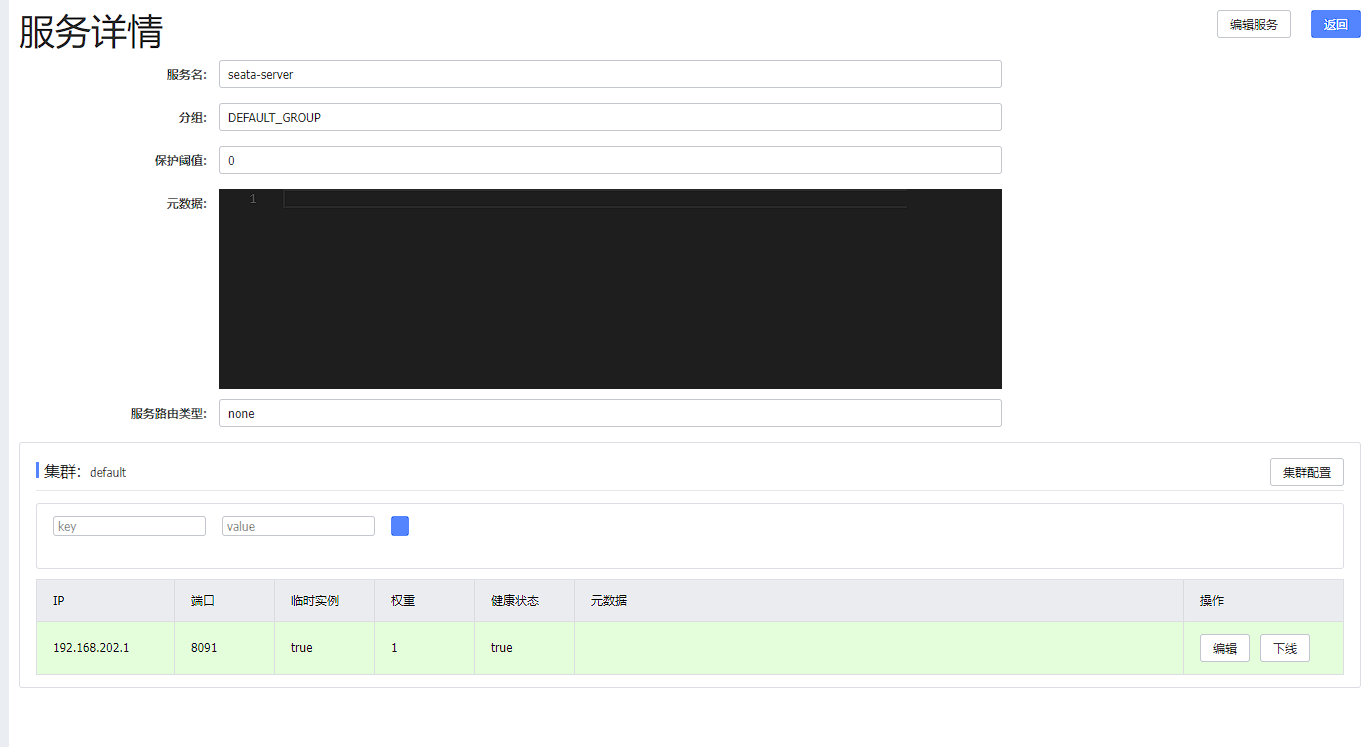 服务详情
编辑服务 返回
服务名: seata-server
分组: DEFAULT_GROUP
保护阈值: 0
元数据: 1
服务路由类型: none
集群: default
集群配置
key value
IP 端口 临时实例 权重 健康状态 元数据 操作
192.168.202.1 8091 true 1 true 编辑 下线